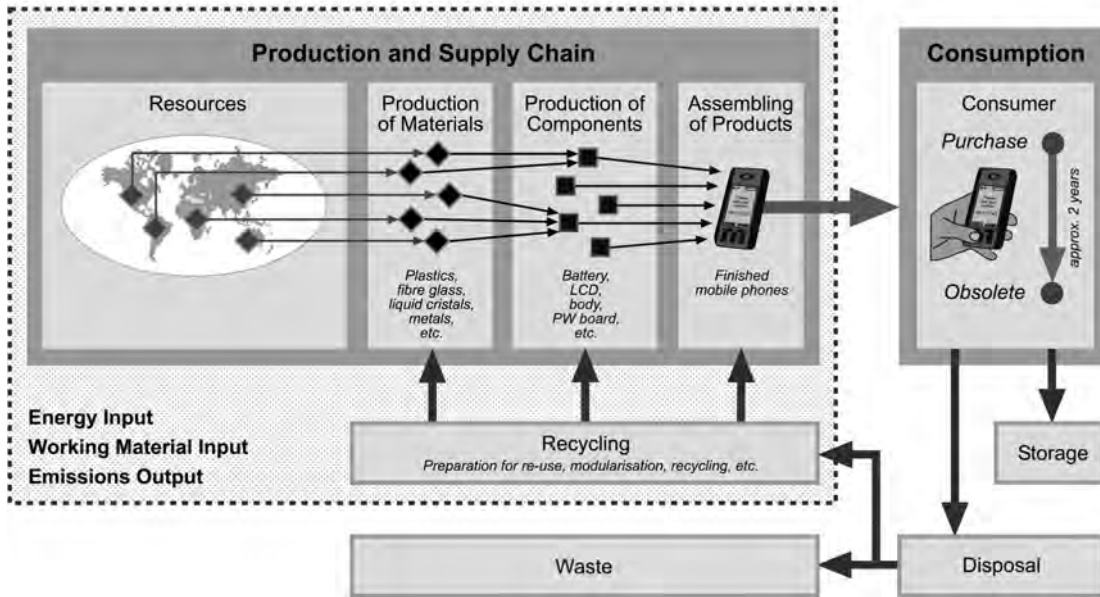 Production and Supply Chain
Resources
Production
of Materials
Plastics,
fibre glass,
liquid cristals,
metals,
etc.
Production of
Components
Battery,
LCD,
body,
PW board,
etc.
Assembling
of Products
Finished
mobile phones
Consumption
Consumer
Purchase
approx. 2 years
Obsolete
Energy Input
Working Material Input
Emissions Output
Recycling
Preparation for re-use, modularisation, recycling, etc.
Storage
Waste
Disposal